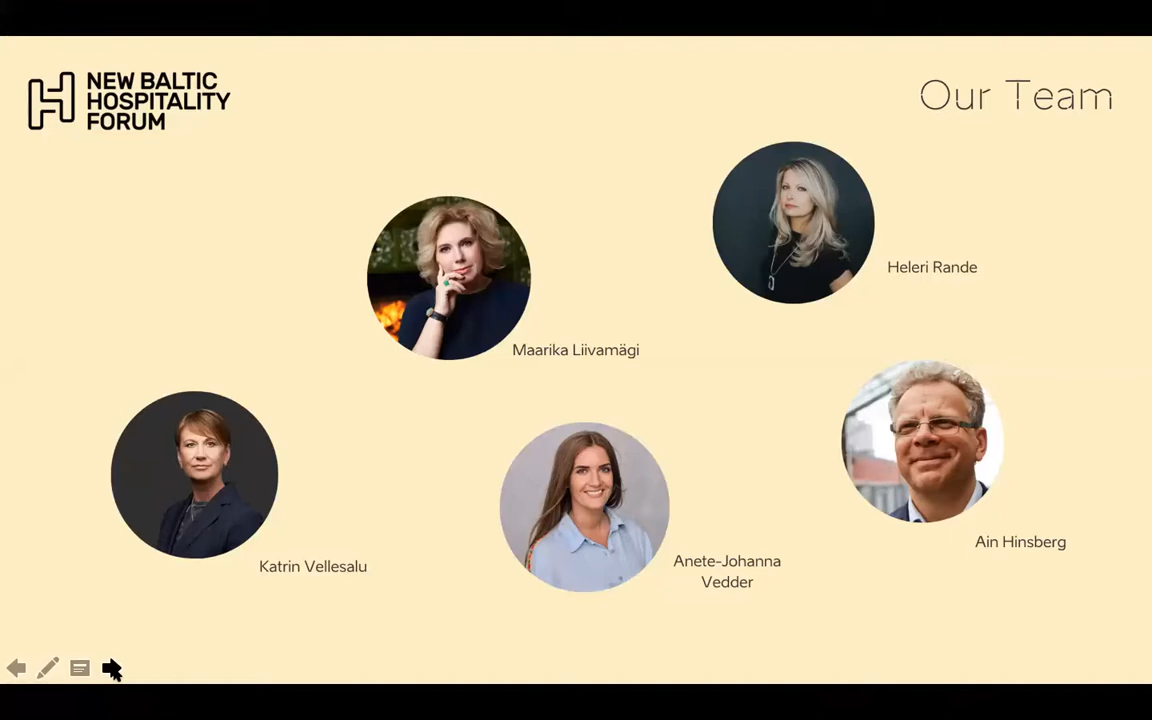 NEW BALTIC
HOSPITALITY
FORUM
Our Team
Heleri Rande
Maarika Liivamägi
Ain Hinsberg
Katrin Vellesalu
Anete-Johanna
Vedder